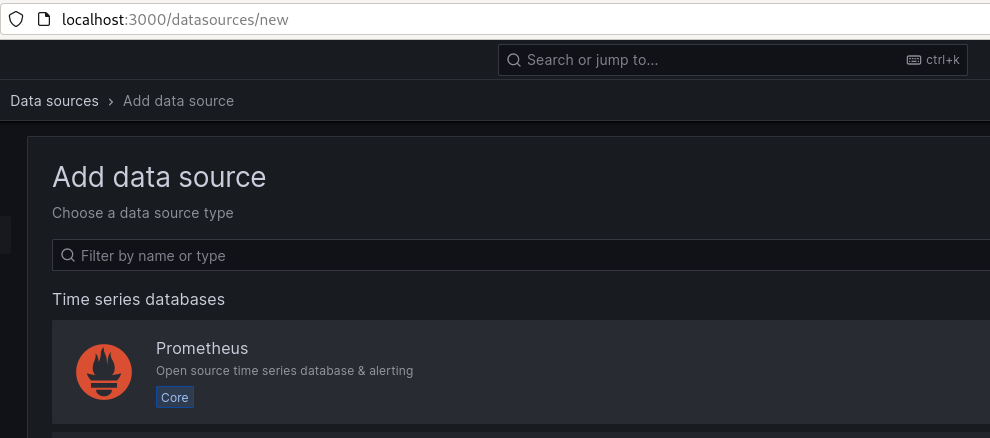 localhost:3000/datasources/new
Search or jump to... ctrl+k
Data sources › Add data source
Add data source
Choose a data source type
Filter by name or type
Time series databases
Prometheus
Open source time series database & alerting
Core